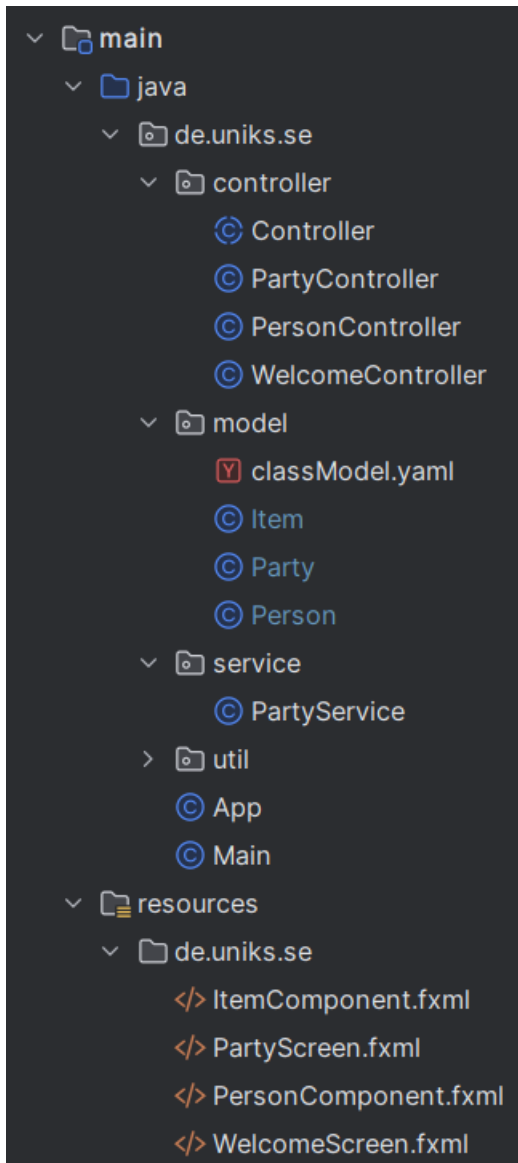 main
java
de.uniks.se
controller
C Controller
C PartyController
C PersonController
C WelcomeController
model
Y classModel.yaml
C Item
C Party
C Person
service
C PartyService
util
C App
C Main
resources
de.uniks.se
</> ItemComponent.fxml
</> PartyScreen.fxml
</> PersonComponent.fxml
</> WelcomeScreen.fxml